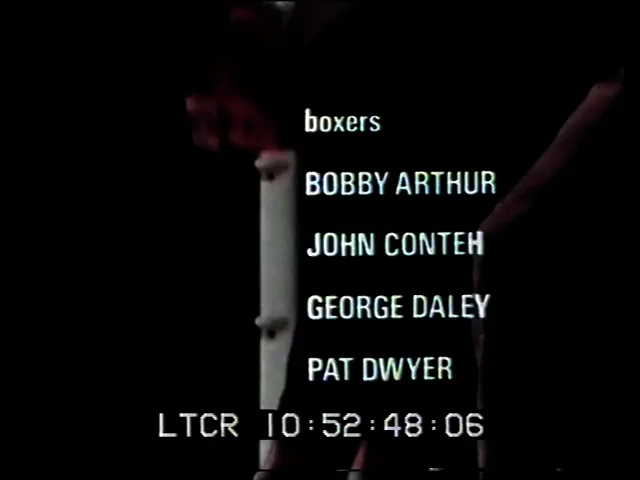 boxers
BOBBY ARTHUR
JOHN CONTEH
GEORGE DALEY
PAT DWYER
LTCR 10:52:48:06